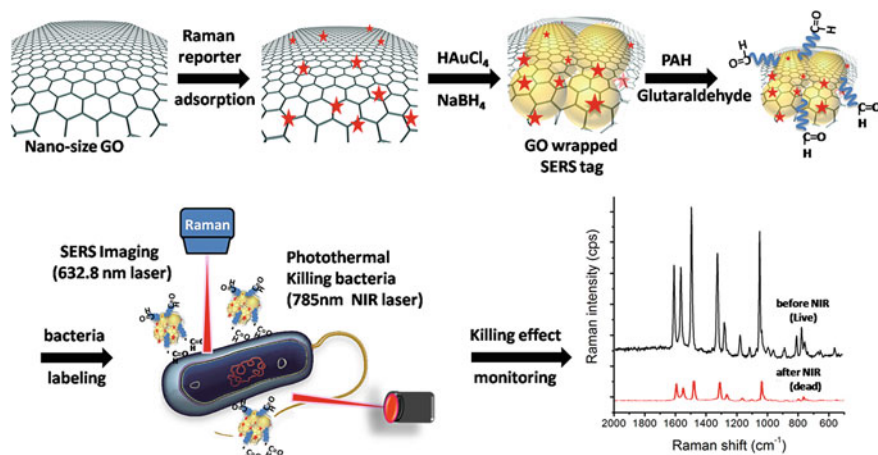 Raman
reporter
adsorption
Nano-size GO
HAuCl₄
NaBH₄
GO wrapped
SERS tag
PAH
Glutaraldehyde
C=O
H
C=O
H
C=O
H
C=O
H
bacteria
labeling
SERS Imaging
(632.8 nm laser)
Raman
Photothermal
Killing bacteria
(785nm NIR laser)
Killing effect
monitoring
Raman intensity (cps)
before NIR
(Live)
after NIR
(dead)
2000 1800 1600 1400 1200 1000 800 600
Raman shift (cm⁻¹)